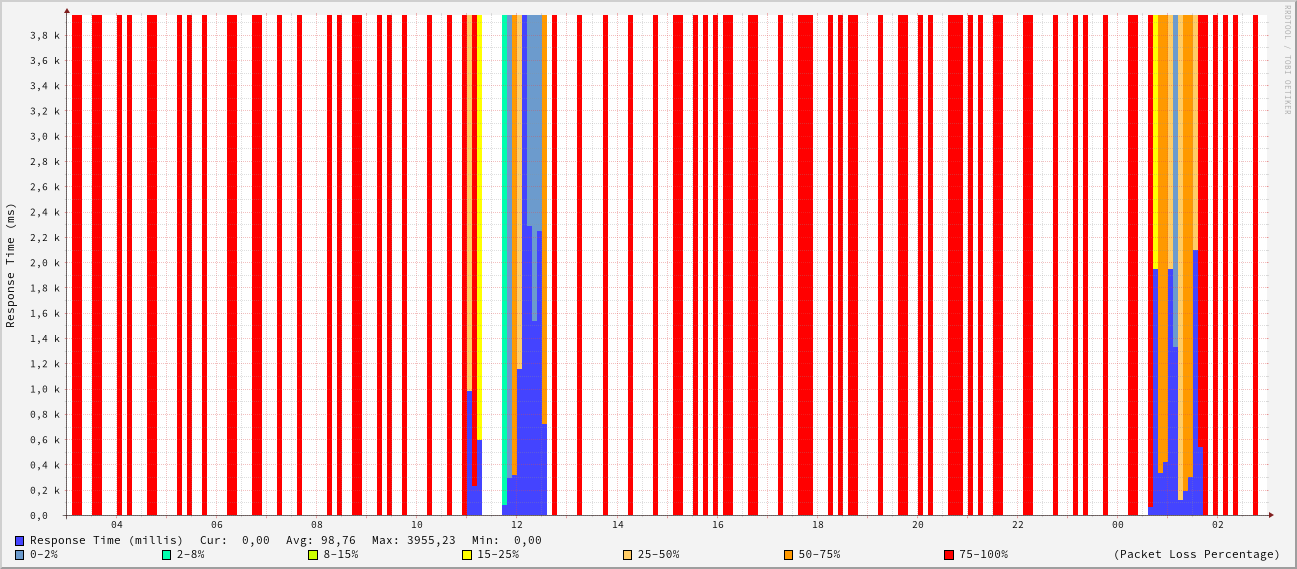 RRDTOOL / TOBI OETIKER
Response Time (ms)
3,8 k
3,6 k
3,4 k
3,2 k
3,0 k
2,8 k
2,6 k
2,4 k
2,2 k
2,0 k
1,8 k
1,6 k
1,4 k
1,2 k
1,0 k
0,8 k
0,6 k
0,4 k
0,2 k
0,0
04 06 08 10 12 14 16 18 20 22 00 02
Response Time (millis) Cur: 0,00 Avg: 98,76 Max: 3955,23 Min: 0,00
0-2% 2-8% 8-15% 15-25% 25-50% 50-75% 75-100% (Packet Loss Percentage)